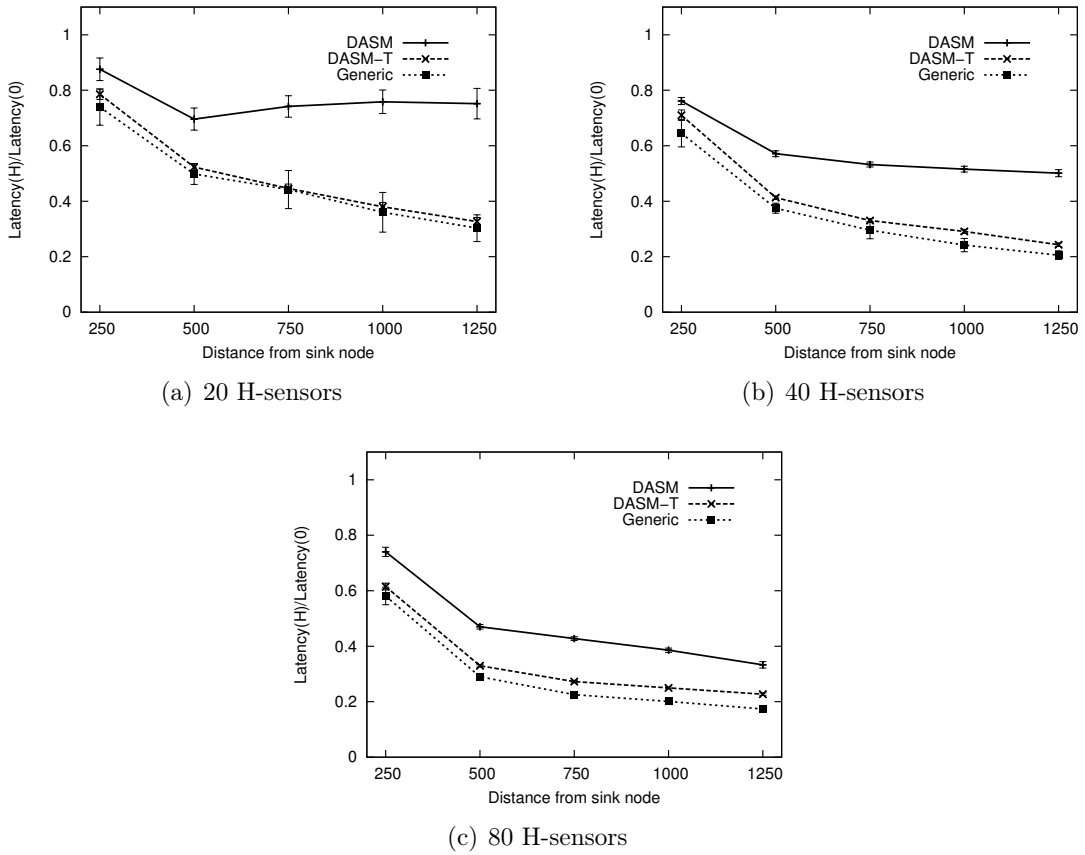 1
0.8
0.6
0.4
0.2
0
Latency(H)/Latency(0)
DASM
DASM-T
Generic
250 500 750 1000 1250
Distance from sink node
(a) 20 H-sensors
1
0.8
0.6
0.4
0.2
0
Latency(H)/Latency(0)
DASM
DASM-T
Generic
250 500 750 1000 1250
Distance from sink node
(b) 40 H-sensors
1
0.8
0.6
0.4
0.2
0
Latency(H)/Latency(0)
DASM
DASM-T
Generic
250 500 750 1000 1250
Distance from sink node
(c) 80 H-sensors